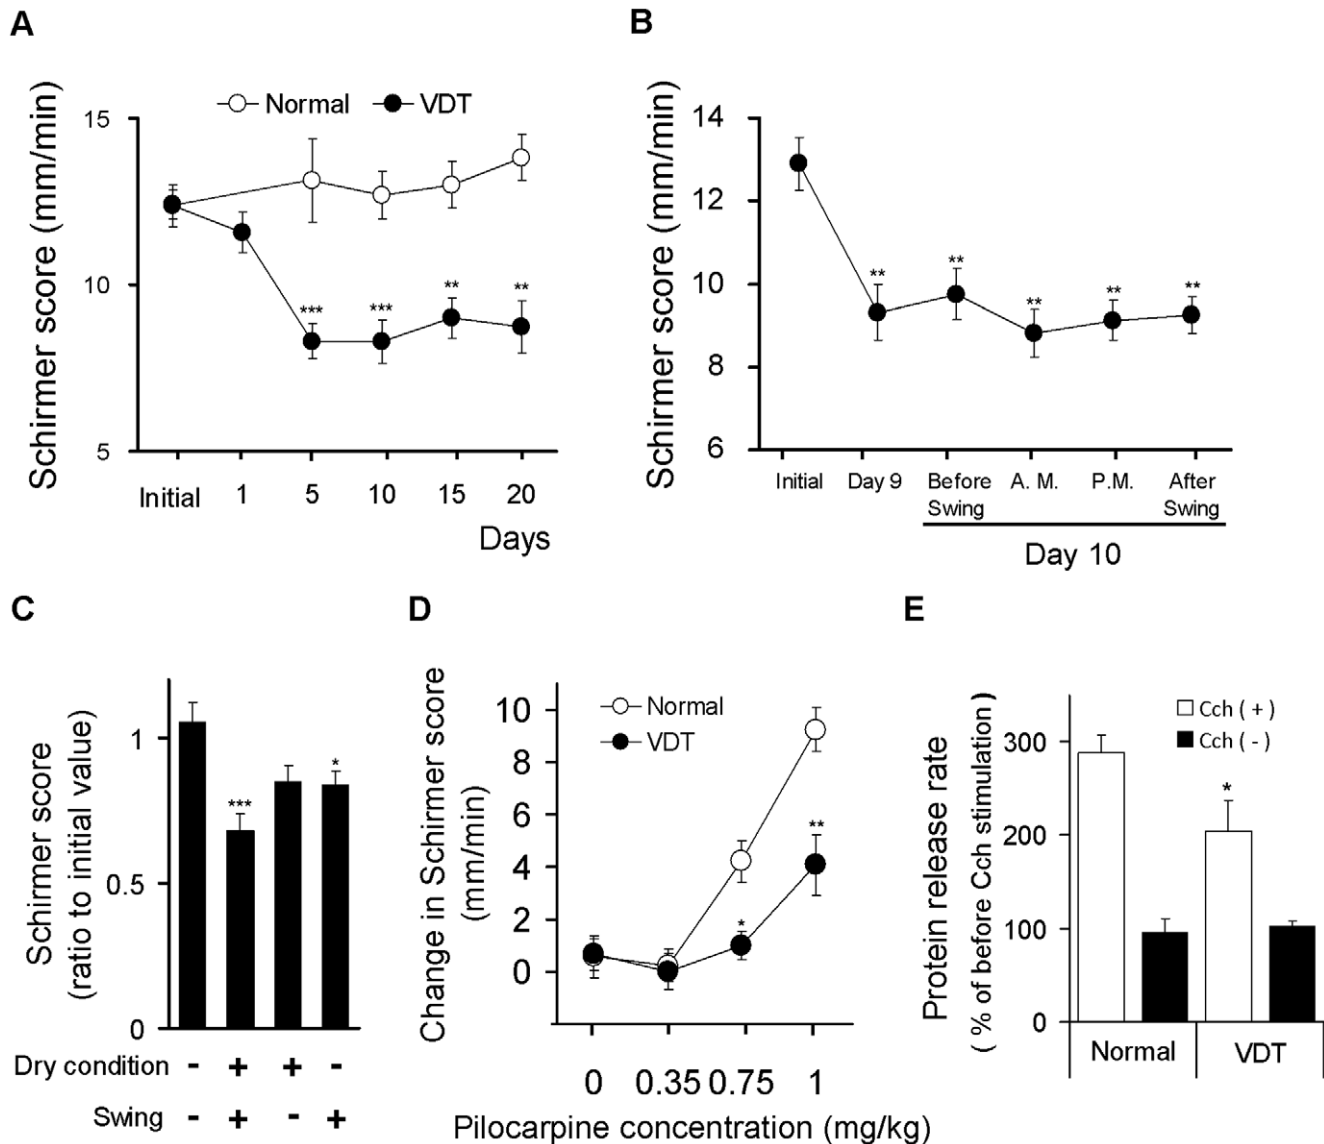 A
Schirmer score (mm/min)
Normal VDT
15
10
5
***
***
**
**
Initial 1 5 10 15 20
Days
B
Schirmer score (mm/min)
14
12
10
8
6
**
**
**
**
**
Initial Day 9 Before Swing A. M. P.M. After Swing
Day 10
C
Schirmer score
(ratio to initial value)
1
0.5
0
***
*
Dry condition - + + -
Swing - + - +
D
Change in Schirmer score
(mm/min)
Normal
VDT
10
8
6
4
2
0
*
**
0 0.35 0.75 1
Pilocarpine concentration (mg/kg)
E
Protein release rate
( % of before Cch stimulation )
Cch ( + )
Cch ( - )
300
200
100
0
*
Normal VDT